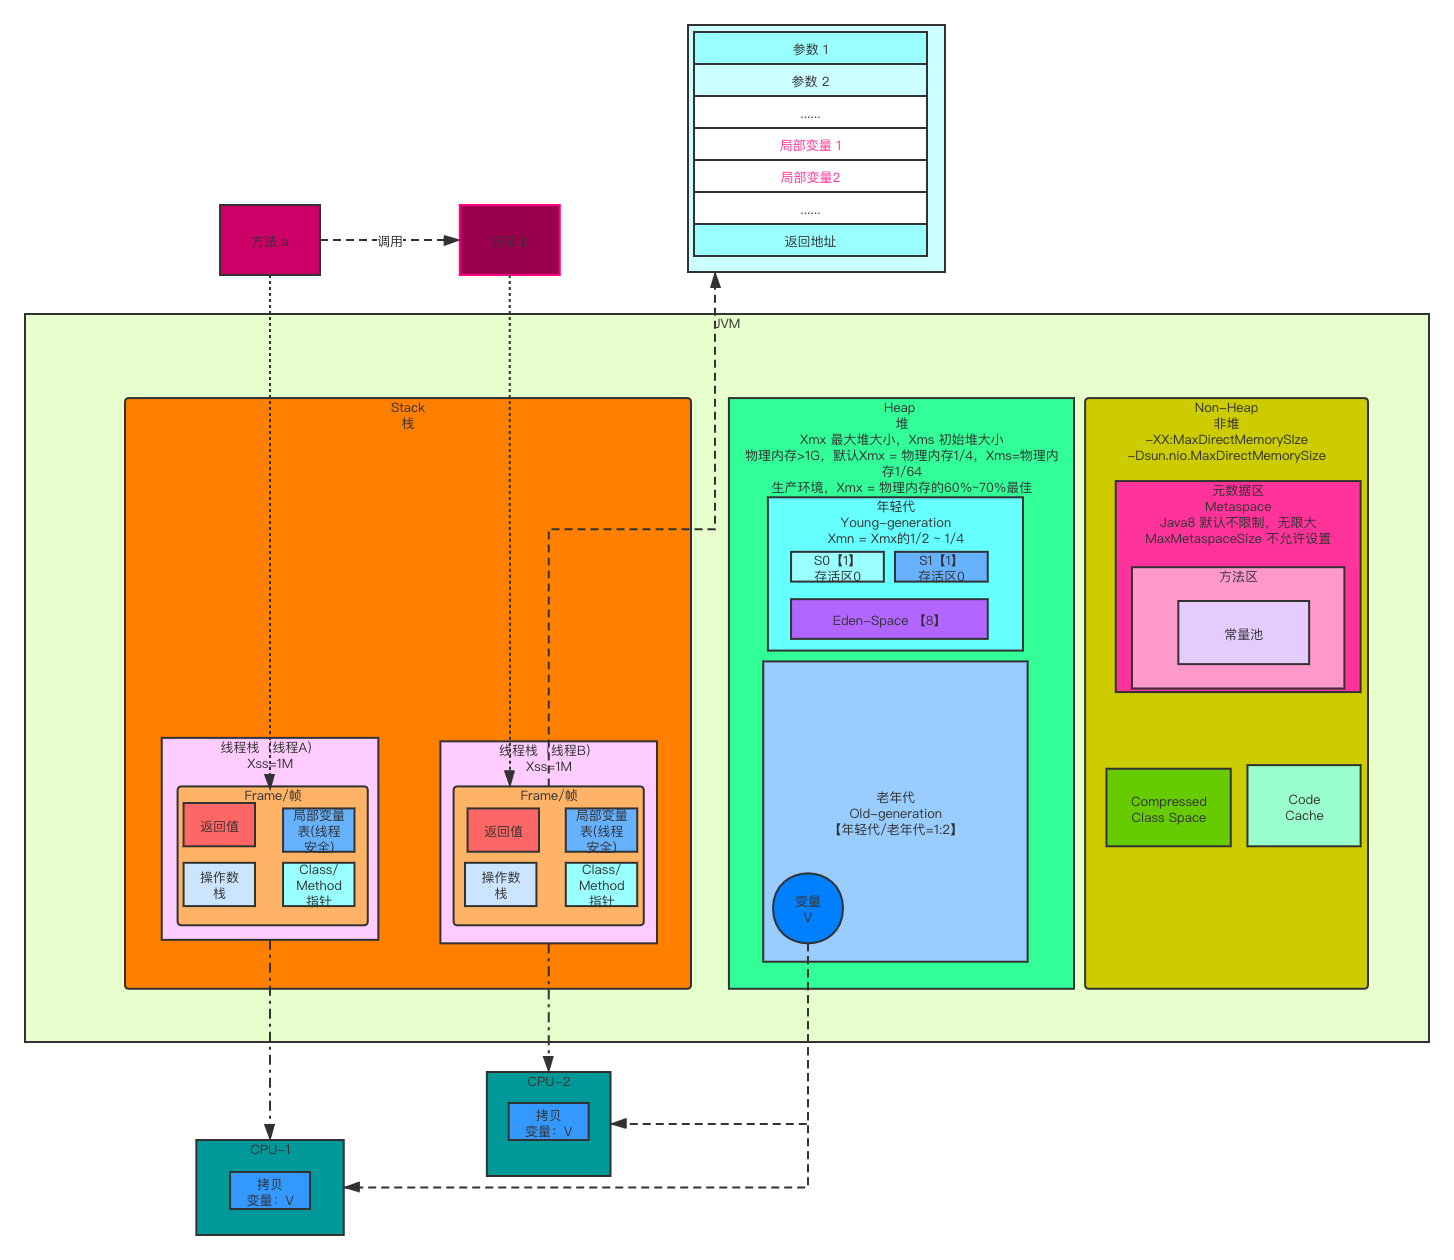 参数 1
参数 2
......
局部变量 1
局部变量2
......
返回地址
方法 a
调用
方法 b
JVM
Stack
栈
线程栈（线程A)
Xss=1M
Frame/帧
返回值
局部变量
表(线程
安全)
操作数
栈
Class/
Method
指针
线程栈（线程B)
Xss=1M
Frame/帧
返回值
局部变量
表(线程
安全)
操作数
栈
Class/
Method
指针
Heap
堆
Xmx 最大堆大小，Xms 初始堆大小
物理内存>1G，默认Xmx = 物理内存1/4，Xms=物理内
存1/64
生产环境，Xmx = 物理内存的60%~70%最佳
年轻代
Young-generation
Xmn = Xmx的1/2 ~ 1/4
S0【1】
存活区0
S1【1】
存活区0
Eden-Space 【8】
老年代
Old-generation
【年轻代/老年代=1:2】
变量
V
Non-Heap
非堆
-XX:MaxDirectMemorySIze
-Dsun.nio.MaxDirectMemorySize
元数据区
Metaspace
Java8 默认不限制，无限大
MaxMetaspaceSize 不允许设置
方法区
常量池
Compressed
Class Space
Code
Cache
CPU-2
拷贝
变量：V
CPU-1
拷贝
变量：V